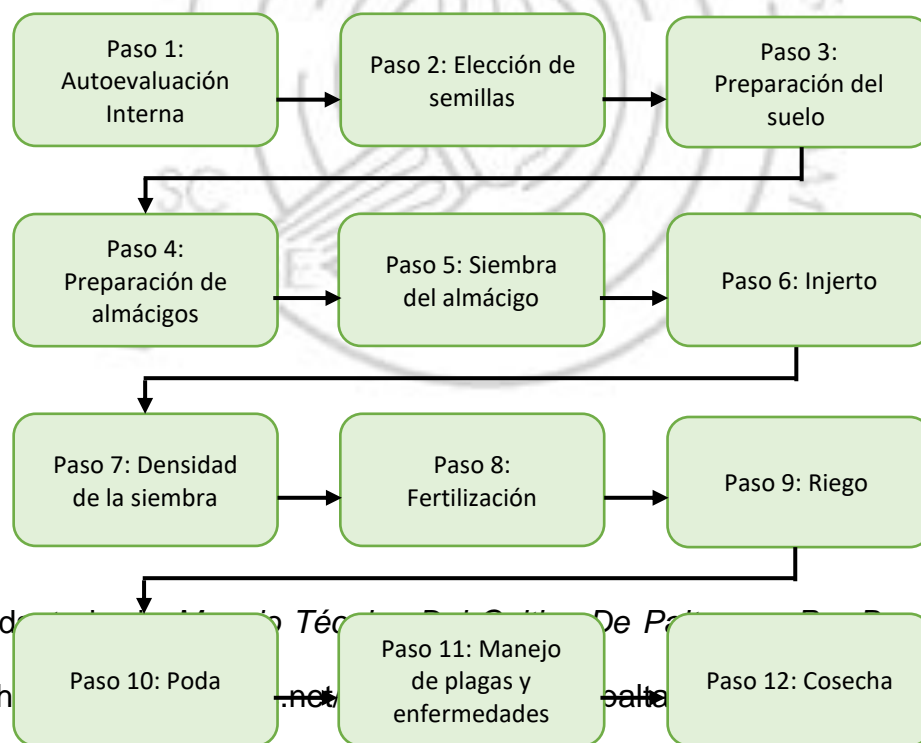 Paso 1:
Autoevaluación
Interna
Paso 2: Elección de
semillas
Paso 3:
Preparación del
suelo
Paso 4:
Preparación de
almácigos
Paso 5: Siembra
del almácigo
Paso 6: Injerto
Paso 7: Densidad
de la siembra
Paso 8:
Fertilización
Paso 9: Riego
De
Paso 10: Poda
.net/
Paso 11: Manejo
de plagas y
enfermedades
Paso 12: Cosecha